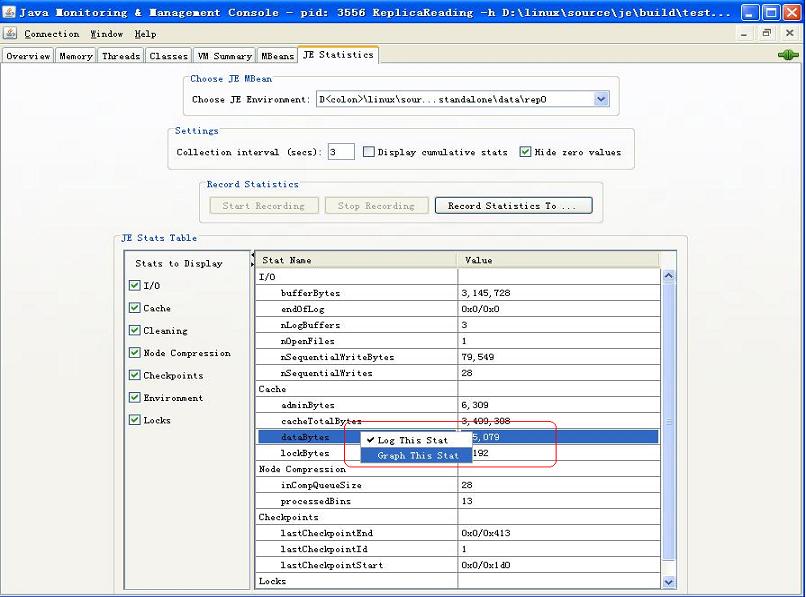 Java Monitoring & Management Console - pid: 3556 ReplicaReading -h D:\linux\source\je\build\test...
Connection Window Help
Overview Memory Threads Classes VM Summary MBeans JE Statistics
Choose JE MBean
Choose JE Environment: D<colon>\linux\sour...standalone\data\rep0
Settings
Collection interval (secs): 3 Display cumulative stats Hide zero values
Record Statistics
Start Recording Stop Recording Record Statistics To ...
JE Stats Table
Stats to Display
I/O
Cache
Cleaning
Node Compression
Checkpoints
Environment
Locks
Stat Name Value
I/O
bufferBytes 3,145,728
endOfLog 0x0/0x0
nLogBuffers 3
nOpenFiles 1
nSequentialWriteBytes 79,549
nSequentialWrites 28
Cache
adminBytes 6,309
cacheTotalBytes 3,409,308
dataBytes 5,079
Log This Stat
Graph This Stat
lockBytes 192
Node Compression
inCompQueueSize 28
processedBins 13
Checkpoints
lastCheckpointEnd 0x0/0x413
lastCheckpointId 1
lastCheckpointStart 0x0/0x1d0
Locks